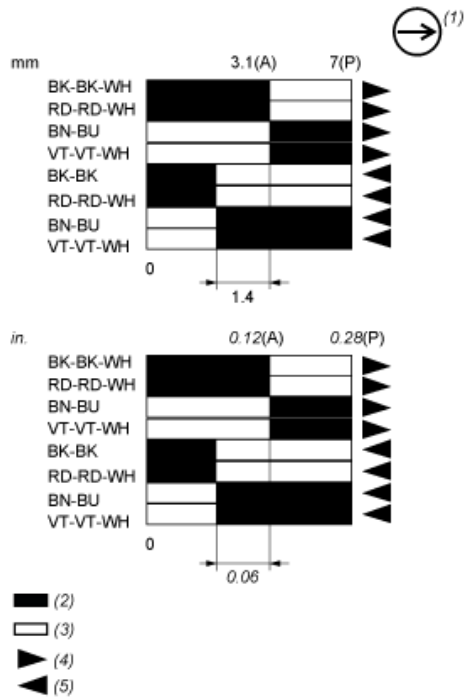 (1)
mm 3.1(A) 7(P)
BK-BK-WH
RD-RD-WH
BN-BU
VT-VT-WH
BK-BK
RD-RD-WH
BN-BU
VT-VT-WH
0
1.4
in. 0.12(A) 0.28(P)
BK-BK-WH
RD-RD-WH
BN-BU
VT-VT-WH
BK-BK
RD-RD-WH
BN-BU
VT-VT-WH
0
0.06
(2)
(3)
(4)
(5)